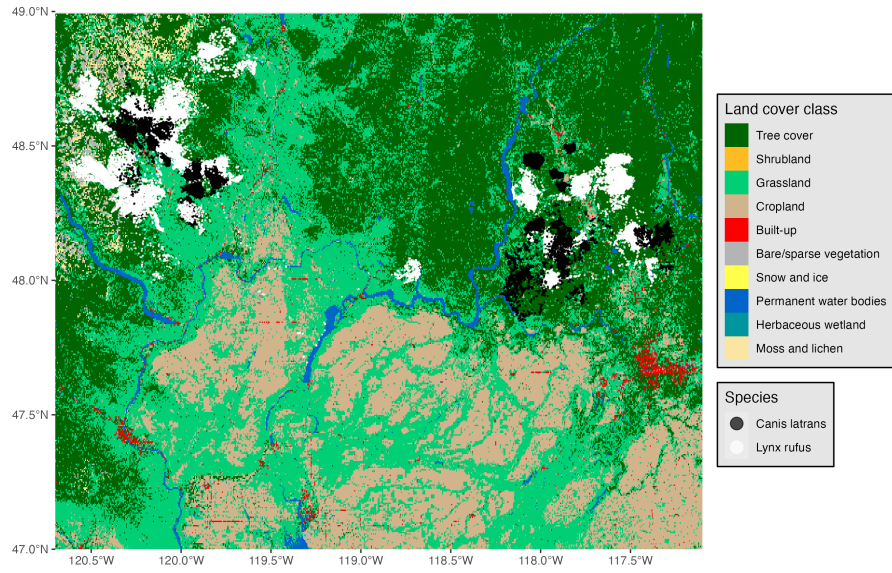 49.0°N
48.5°N
48.0°N
47.5°N
47.0°N
120.5°W 120.0°W 119.5°W 119.0°W 118.5°W 118.0°W 117.5°W
Land cover class
Tree cover
Shrubland
Grassland
Cropland
Built-up
Bare/sparse vegetation
Snow and ice
Permanent water bodies
Herbaceous wetland
Moss and lichen
Species
Canis latrans
Lynx rufus